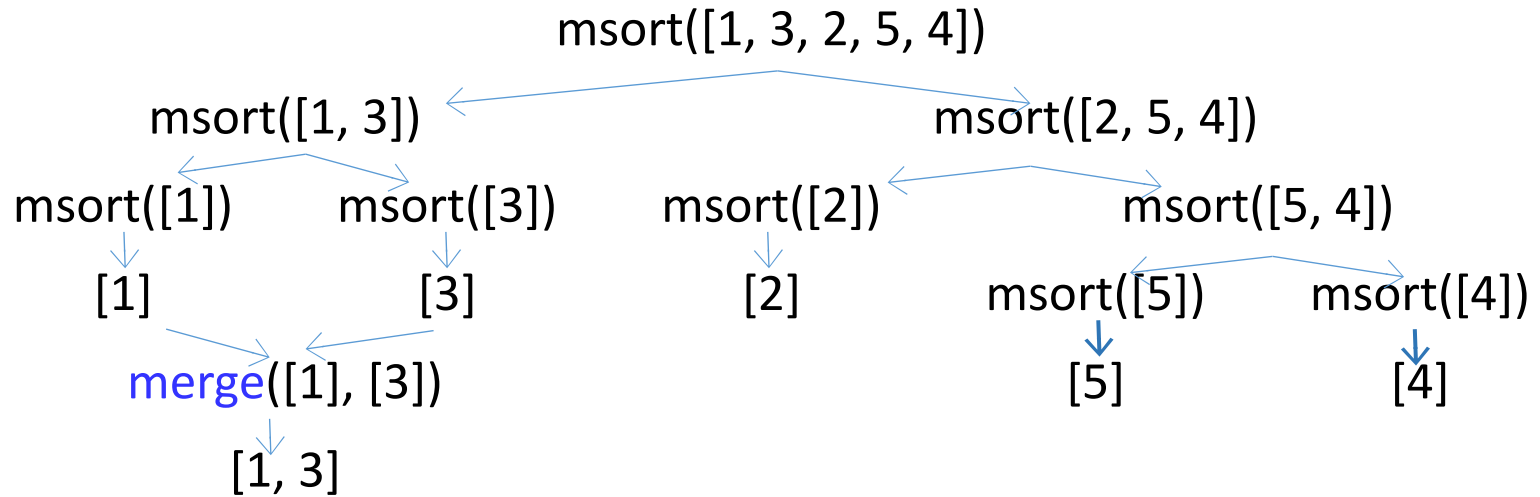 msort([1, 3, 2, 5, 4])
msort([1, 3]) msort([2, 5, 4])
msort([1]) msort([3]) msort([2]) msort([5, 4])
[1] [3] [2] msort([5]) msort([4])
merge([1], [3]) [5] [4]
[1, 3]